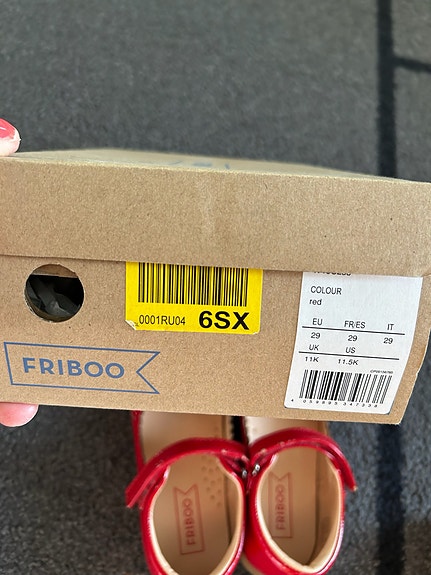 COLOUR
red
EU FR/ES IT
29 29 29
UK US
11K 11.5K
0001RU04 6SX
FRIBOO
FRIBOO
FRIBOO